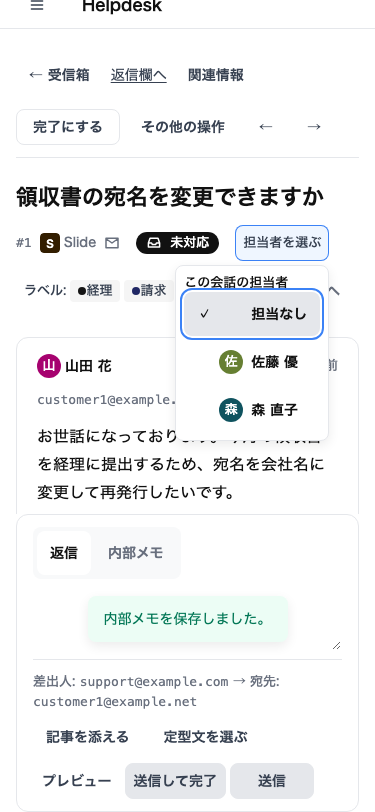 Helpdesk
← 受信箱 返信欄へ 関連情報
完了にする その他の操作 ← →
領収書の宛名を変更できますか
#1 S Slide 未対応 担当者を選ぶ
ラベル: 経理 請求
この会話の担当者
✓ 担当なし
佐 佐藤 優
森 森 直子
山 山田 花 前
customer1@example.
お世話になっており
を経理に提出するため、宛名を会社名に
変更して再発行したいです。
返信 内部メモ
内部メモを保存しました。
差出人: support@example.com → 宛先:
customer1@example.net
記事を添える 定型文を選ぶ
プレビュー 送信して完了 送信